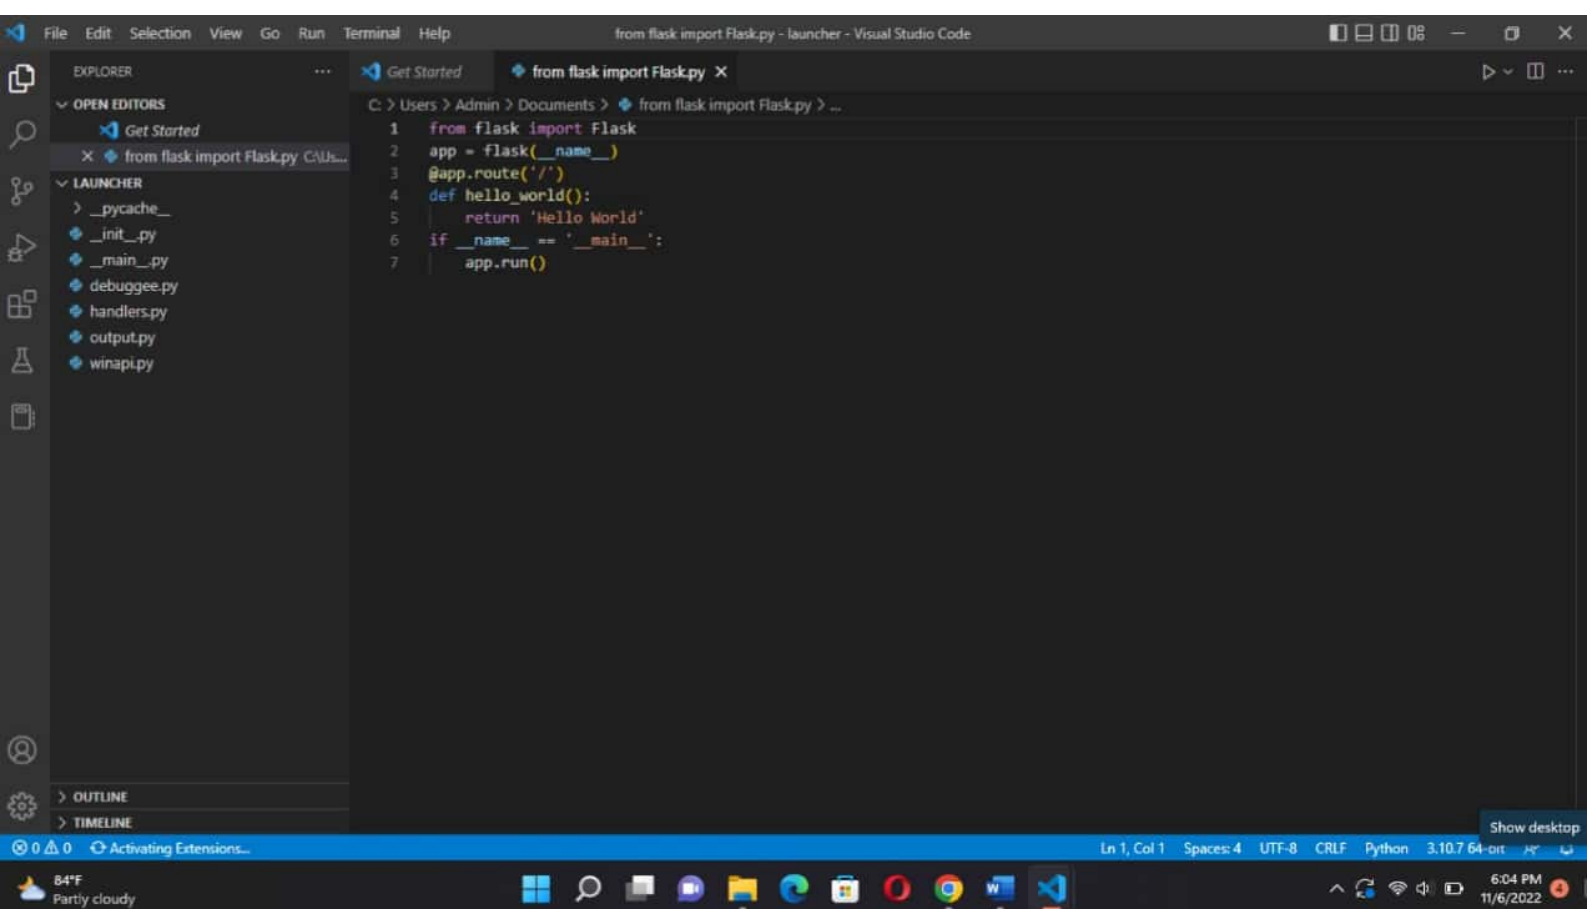 File Edit Selection View Go Run Terminal Help
from flask import Flask.py - launcher - Visual Studio Code
EXPLORER
OPEN EDITORS
Get Started
from flask import Flask.py C:\Us...
LAUNCHER
__pycache__
__init__.py
__main__.py
debuggee.py
handlers.py
output.py
winapi.py
OUTLINE
TIMELINE
Get Started
from flask import Flask.py
C: > Users > Admin > Documents > from flask import Flask.py > ...
1 from flask import Flask
2 app = flask(__name__)
3 @app.route('/')
4 def hello_world():
5 return 'Hello World'
6 if __name__ == '__main__':
7 app.run()
Show desktop
0 0 Activating Extensions...
Ln 1, Col 1 Spaces: 4 UTF-8 CRLF Python 3.10.7 64-bit
84°F
Partly cloudy
6:04 PM
11/6/2022
4